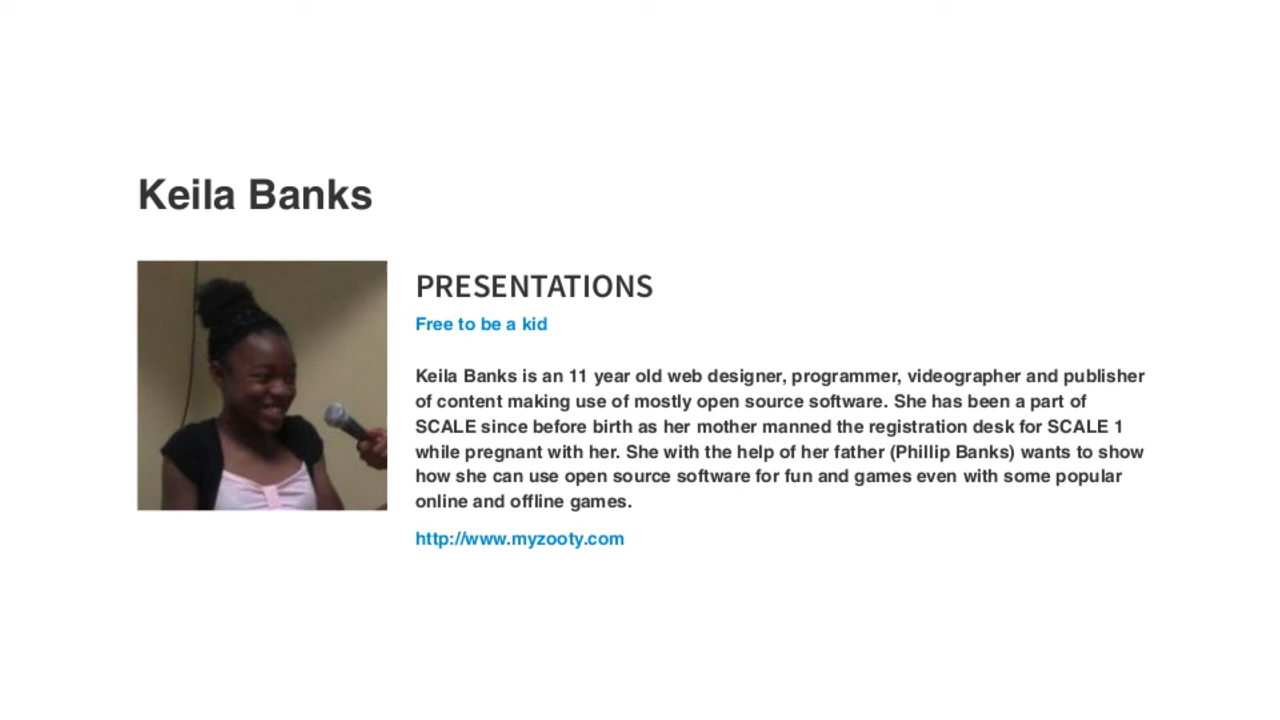 Keila Banks
PRESENTATIONS
Free to be a kid
Keila Banks is an 11 year old web designer, programmer, videographer and publisher
of content making use of mostly open source software. She has been a part of
SCALE since before birth as her mother manned the registration desk for SCALE 1
while pregnant with her. She with the help of her father (Phillip Banks) wants to show
how she can use open source software for fun and games even with some popular
online and offline games.
http://www.myzooty.com